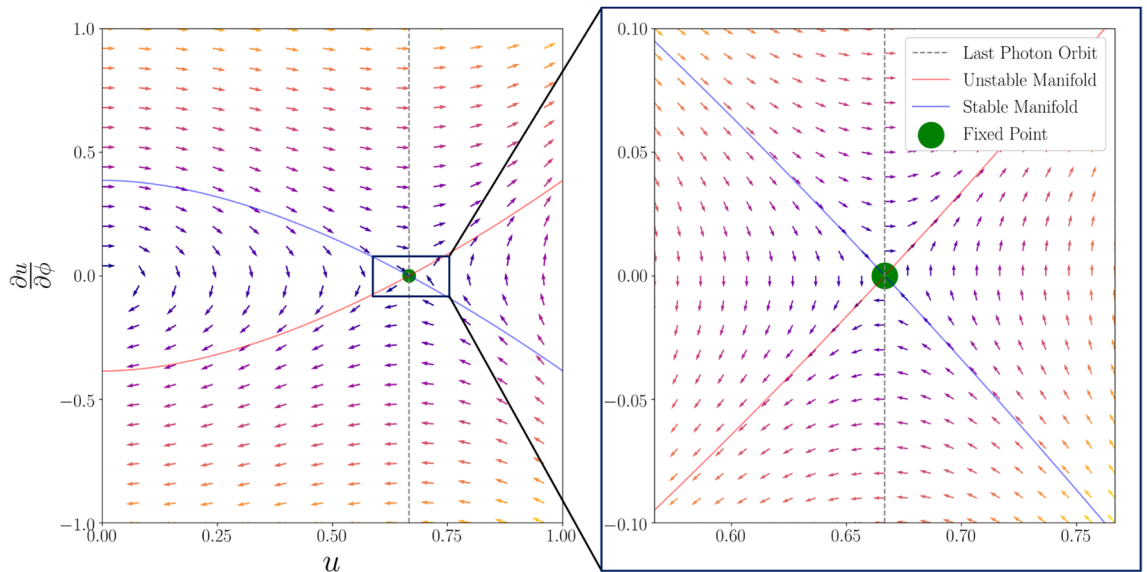 1.0
0.5
0.0
−0.5
−1.0
∂u
∂ϕ
0.00
0.25
0.50
0.75
1.00
u
0.10
0.05
0.00
−0.05
−0.10
0.60
0.65
0.70
0.75
Last Photon Orbit
Unstable Manifold
Stable Manifold
Fixed Point